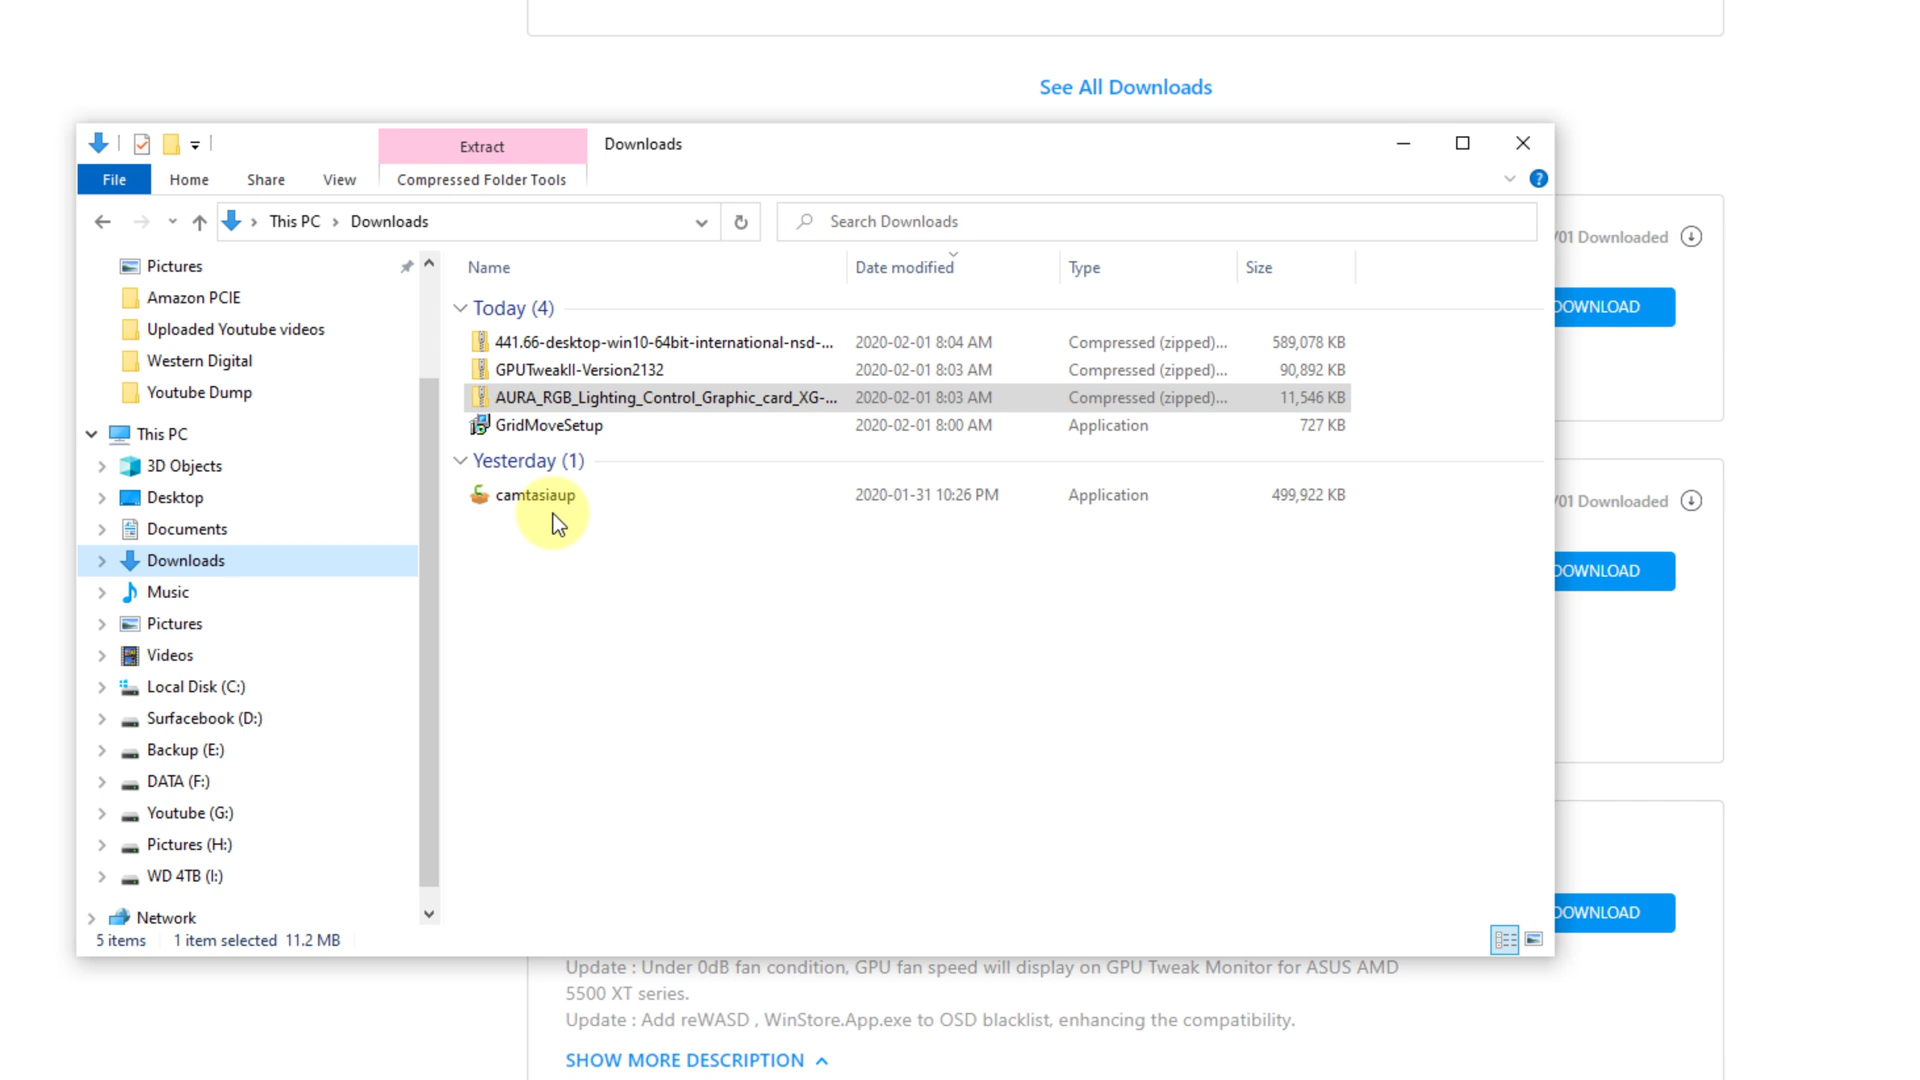 See All Downloads
Extract
Downloads
File
Home
Share
View
Compressed Folder Tools
This PC
Downloads
Search Downloads
/01 Downloaded
Pictures
Amazon PCIE
Uploaded Youtube videos
Western Digital
Youtube Dump
This PC
3D Objects
Desktop
Documents
Downloads
Music
Pictures
Videos
Local Disk (C:)
Surfacebook (D:)
Backup (E:)
DATA (F:)
Youtube (G:)
Pictures (H:)
WD 4TB (I:)
Network
Name Date modified Type Size
Today (4)
441.66-desktop-win10-64bit-international-nsd-... 2020-02-01 8:04 AM Compressed (zipped)... 589,078 KB
GPUTweakII-Version2132 2020-02-01 8:03 AM Compressed (zipped)... 90,892 KB
AURA_RGB_Lighting_Control_Graphic_card_XG-... 2020-02-01 8:03 AM Compressed (zipped)... 11,546 KB
GridMoveSetup 2020-02-01 8:00 AM Application 727 KB
Yesterday (1)
camtasiaup 2020-01-31 10:26 PM Application 499,922 KB
5 items 1 item selected 11.2 MB
DOWNLOAD
/01 Downloaded
DOWNLOAD
DOWNLOAD
Update : Under 0dB fan condition, GPU fan speed will display on GPU Tweak Monitor for ASUS AMD
5500 XT series.
Update : Add reWASD , WinStore.App.exe to OSD blacklist, enhancing the compatibility.
SHOW MORE DESCRIPTION